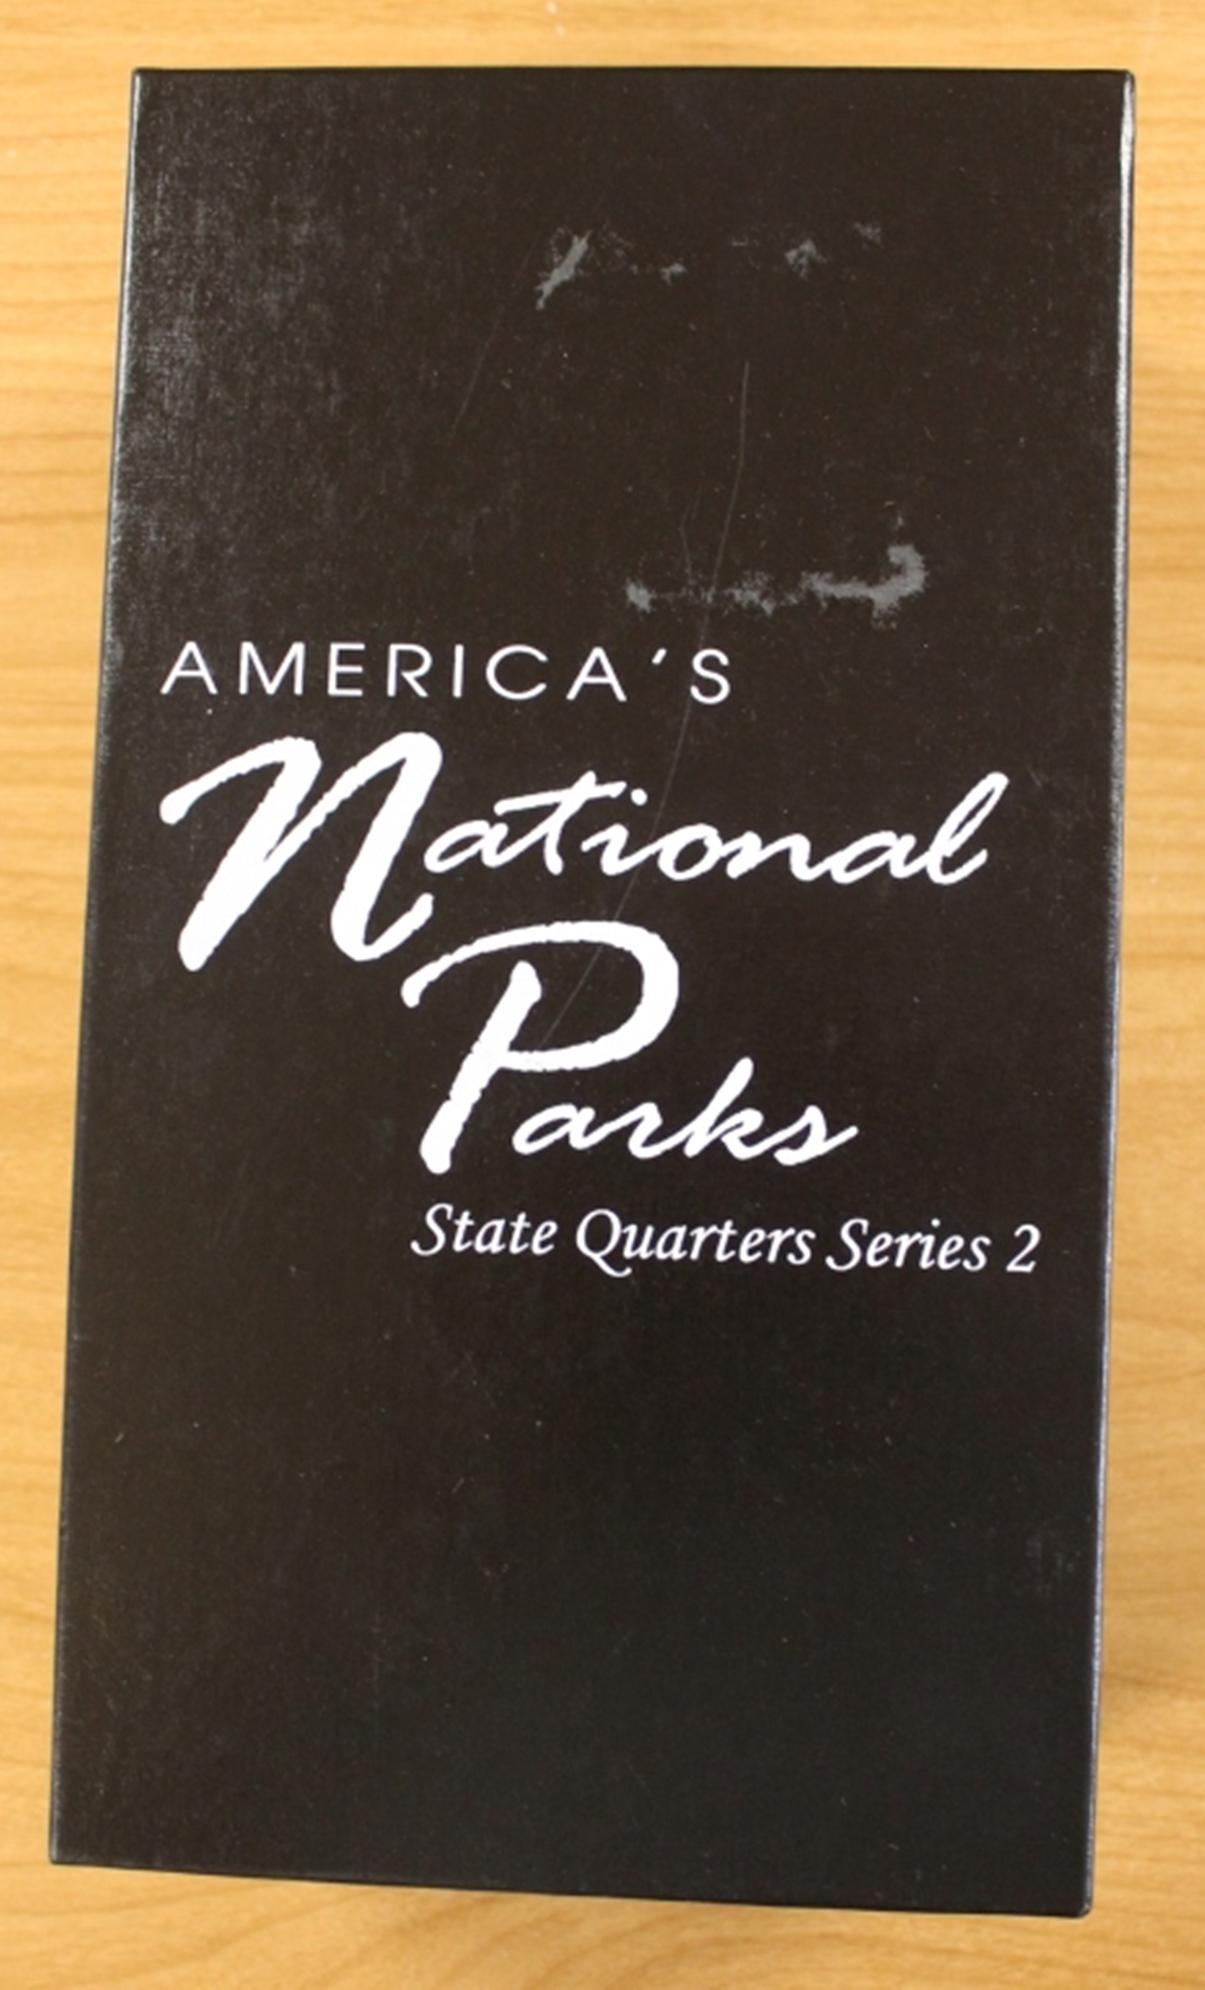 AMERICA'S
National
Parks
State Quarters Series 2